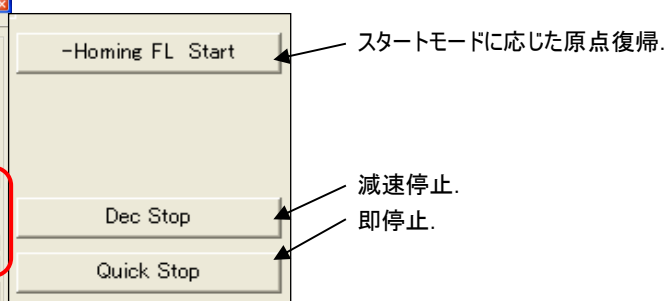 -Homing FL Start
スタートモードに応じた原点復帰.
減速停止.
Dec Stop
即停止.
Quick Stop